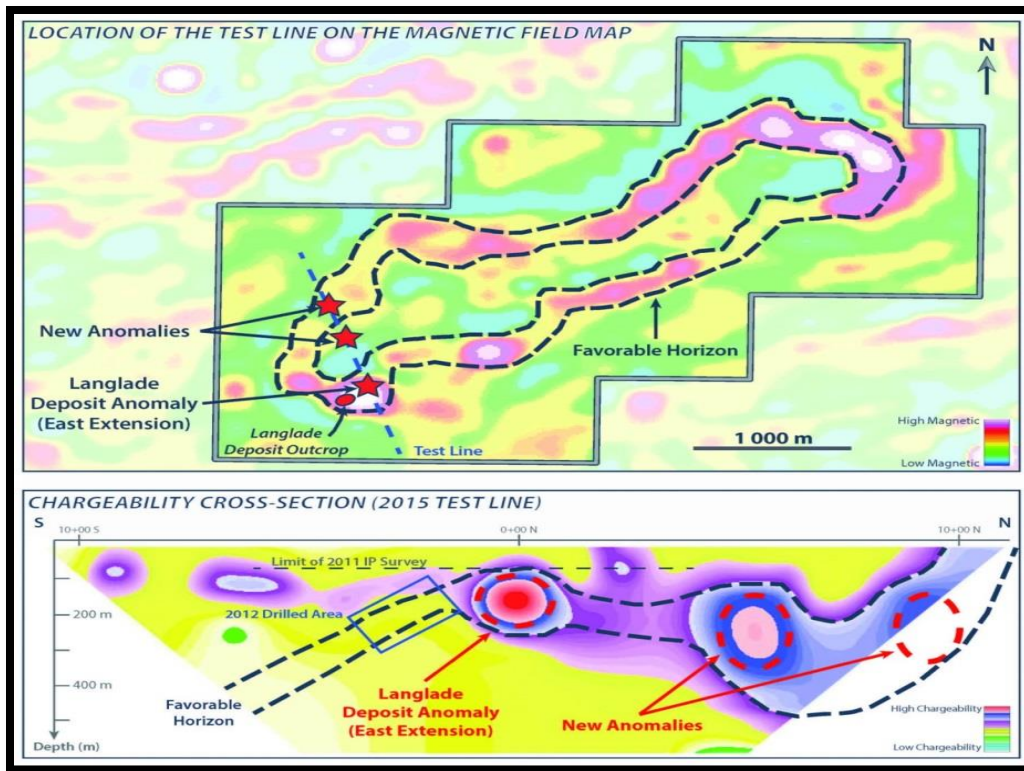 LOCATION OF THE TEST LINE ON THE MAGNETIC FIELD MAP
N
New Anomalies
Favorable Horizon
Langlade
Deposit Anomaly
(East Extension)
Langlade
Deposit Outcrop
Test Line
1 000 m
High Magnetic
Low Magnetic
CHARGEABILITY CROSS-SECTION (2015 TEST LINE)
S
10+00 S
0+00 N
10+00 N
N
Limit of 2011 IP Survey
200 m
2012 Drilled Area
400 m
Favorable
Horizon
Langlade
Deposit Anomaly
(East Extension)
New Anomalies
High Chargeability
Low Chargeability
Depth (m)